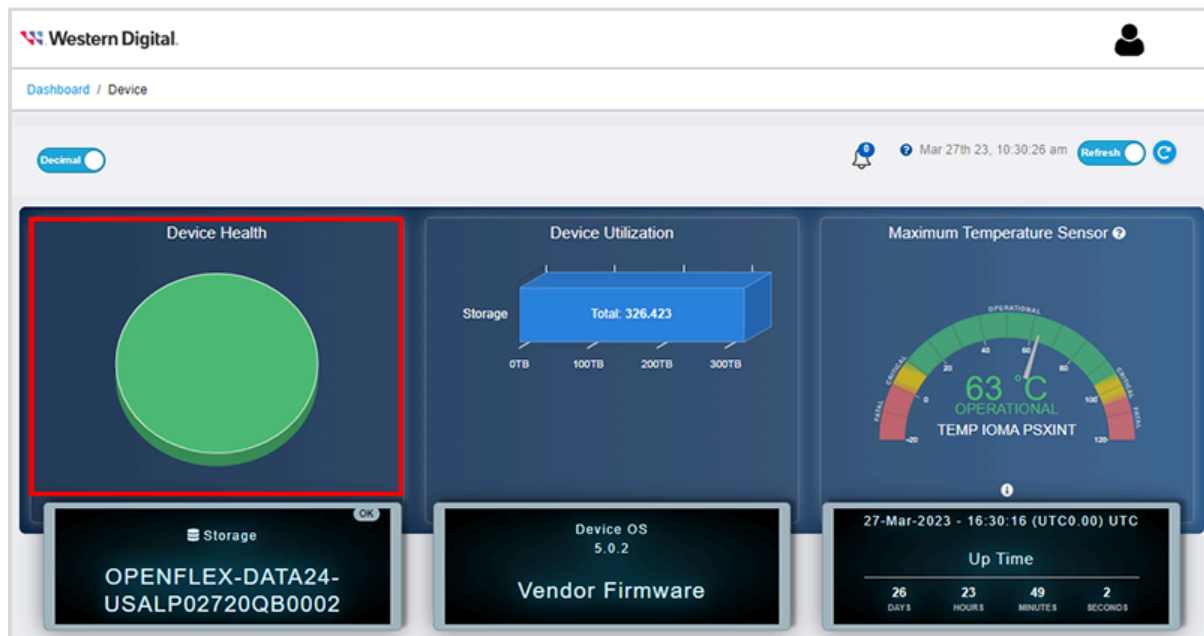 Western Digital.
Dashboard / Device
Decimal
0
Mar 27th 23, 10:30:26 am
Refresh
Device Health
Device Utilization
Storage
Total: 326.423
0TB 100TB 200TB 300TB
Maximum Temperature Sensor
FATAL CRITICAL OPERATIONAL CRITICAL FATAL
-20 0 20 40 60 80 100 120
63 °C
OPERATIONAL
TEMP IOMA PSXINT
OK
Storage
OPENFLEX-DATA24-
USALP02720QB0002
Device OS
5.0.2
Vendor Firmware
27-Mar-2023 - 16:30:16 (UTC0.00) UTC
Up Time
26 23 49 2
DAYS HOURS MINUTES SECONDS